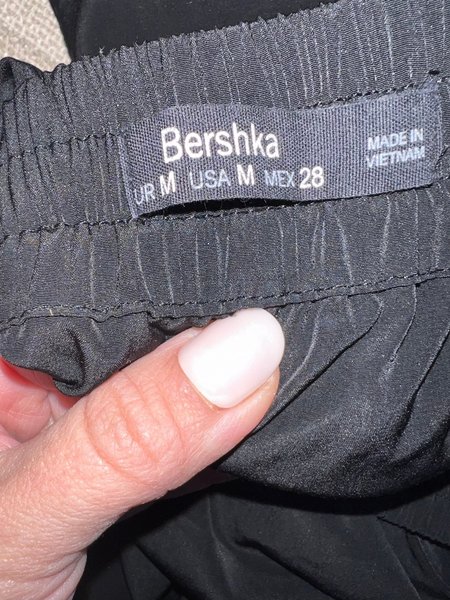 Bershka
UR M USA M MEX 28
MADE IN
VIETNAM